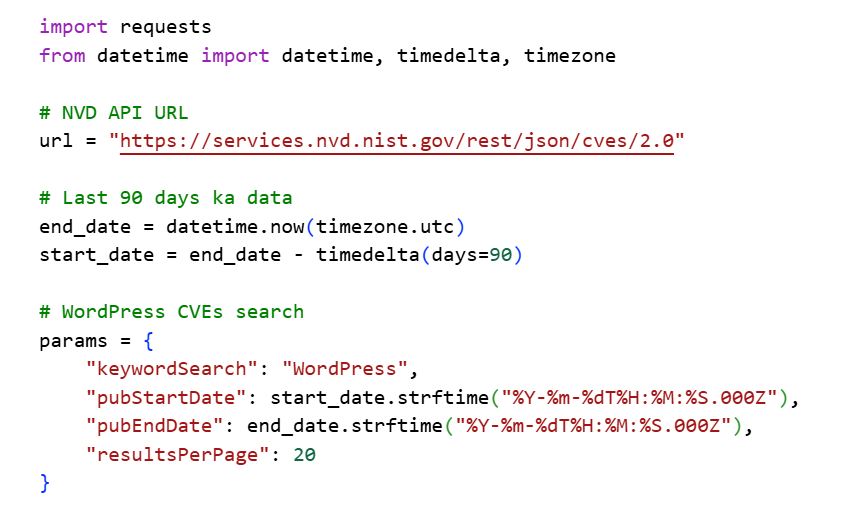 import requests
from datetime import datetime, timedelta, timezone
# NVD API URL
url = "https://services.nvd.nist.gov/rest/json/cves/2.0"
# Last 90 days ka data
end_date = datetime.now(timezone.utc)
start_date = end_date - timedelta(days=90)
# WordPress CVEs search
params = {
    "keywordSearch": "WordPress",
    "pubStartDate": start_date.strftime("%Y-%m-%dT%H:%M:%S.000Z"),
    "pubEndDate": end_date.strftime("%Y-%m-%dT%H:%M:%S.000Z"),
    "resultsPerPage": 20
}